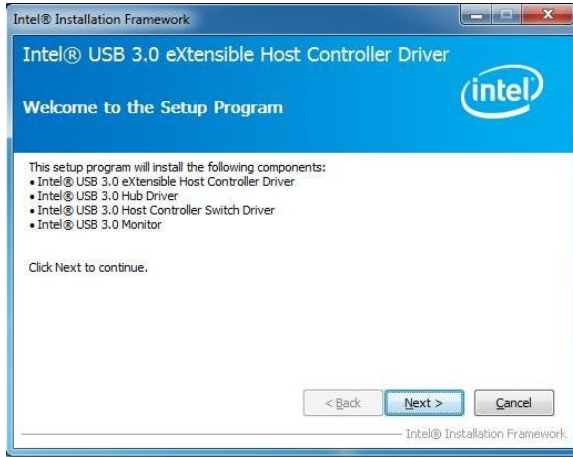 Intel® Installation Framework
Intel® USB 3.0 eXtensible Host Controller Driver
intel
Welcome to the Setup Program
This setup program will install the following components:
• Intel® USB 3.0 eXtensible Host Controller Driver
• Intel® USB 3.0 Hub Driver
• Intel® USB 3.0 Host Controller Switch Driver
• Intel® USB 3.0 Monitor
Click Next to continue.
< Back Next > Cancel
Intel® Installation Framework